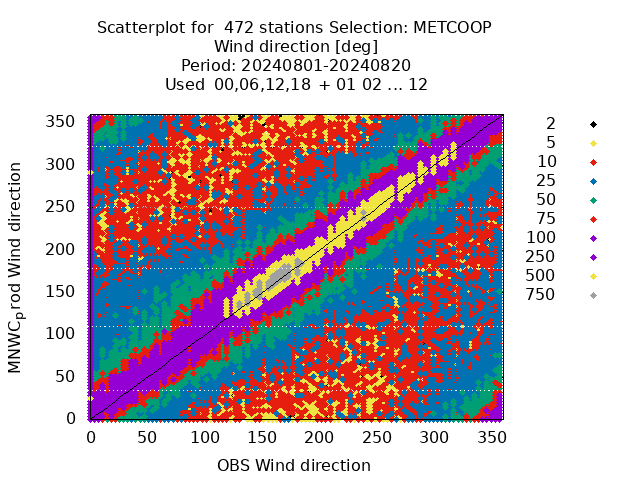 Scatterplot for 472 stations Selection: METCOOP
Wind direction [deg]
Period: 20240801-20240820
Used 00,06,12,18 + 01 02 ... 12
MNWC_prod Wind direction
350
300
250
200
150
100
50
0
0 50 100 150 200 250 300 350
OBS Wind direction
2
5
10
25
50
75
100
250
500
750